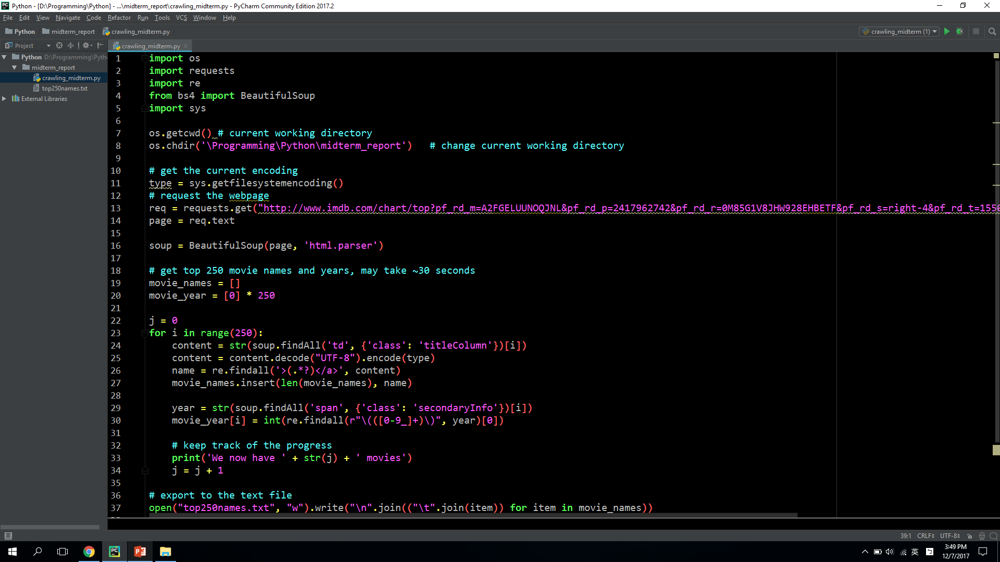 Python - [D:\Programming\Python] - ...\midterm_report\crawling_midterm.py - PyCharm Community Edition 2017.2
File Edit View Navigate Code Refactor Run Tools VCS Window Help
Python midterm_report crawling_midterm.py crawling_midterm (1)
Project crawling_midterm.py
Python D:\Programming\Pyth
midterm_report
crawling_midterm.py
top250names.txt
External Libraries
1 import os
2 import requests
3 import re
4 from bs4 import BeautifulSoup
5 import sys
6
7 os.getcwd() # current working directory
8 os.chdir('\Programming\Python\midterm_report')   # change current working directory
9
10 # get the current encoding
11 type = sys.getfilesystemencoding()
12 # request the webpage
13 req = requests.get("http://www.imdb.com/chart/top?pf_rd_m=A2FGELUUNOQJNL&pf_rd_p=2417962742&pf_rd_r=0M85G1V8JHW928EHBETF&pf_rd_s=right-4&pf_rd_t=1550
14 page = req.text
15
16 soup = BeautifulSoup(page, 'html.parser')
17
18 # get top 250 movie names and years, may take ~30 seconds
19 movie_names = []
20 movie_year = [0] * 250
21
22 j = 0
23 for i in range(250):
24     content = str(soup.findAll('td', {'class': 'titleColumn'})[i])
25     content = content.decode("UTF-8").encode(type)
26     name = re.findall('>(.*?)</a>', content)
27     movie_names.insert(len(movie_names), name)
28
29     year = str(soup.findAll('span', {'class': 'secondaryInfo'})[i])
30     movie_year[i] = int(re.findall(r"\(([0-9_]+)\)", year)[0])
31
32     # keep track of the progress
33     print('We now have ' + str(j) + ' movies')
34     j = j + 1
35
36 # export to the text file
37 open("top250names.txt", "w").write("\n".join(("\t".join(item)) for item in movie_names))
39:1 CRLF UTF-8
英 3:49 PM
12/7/2017